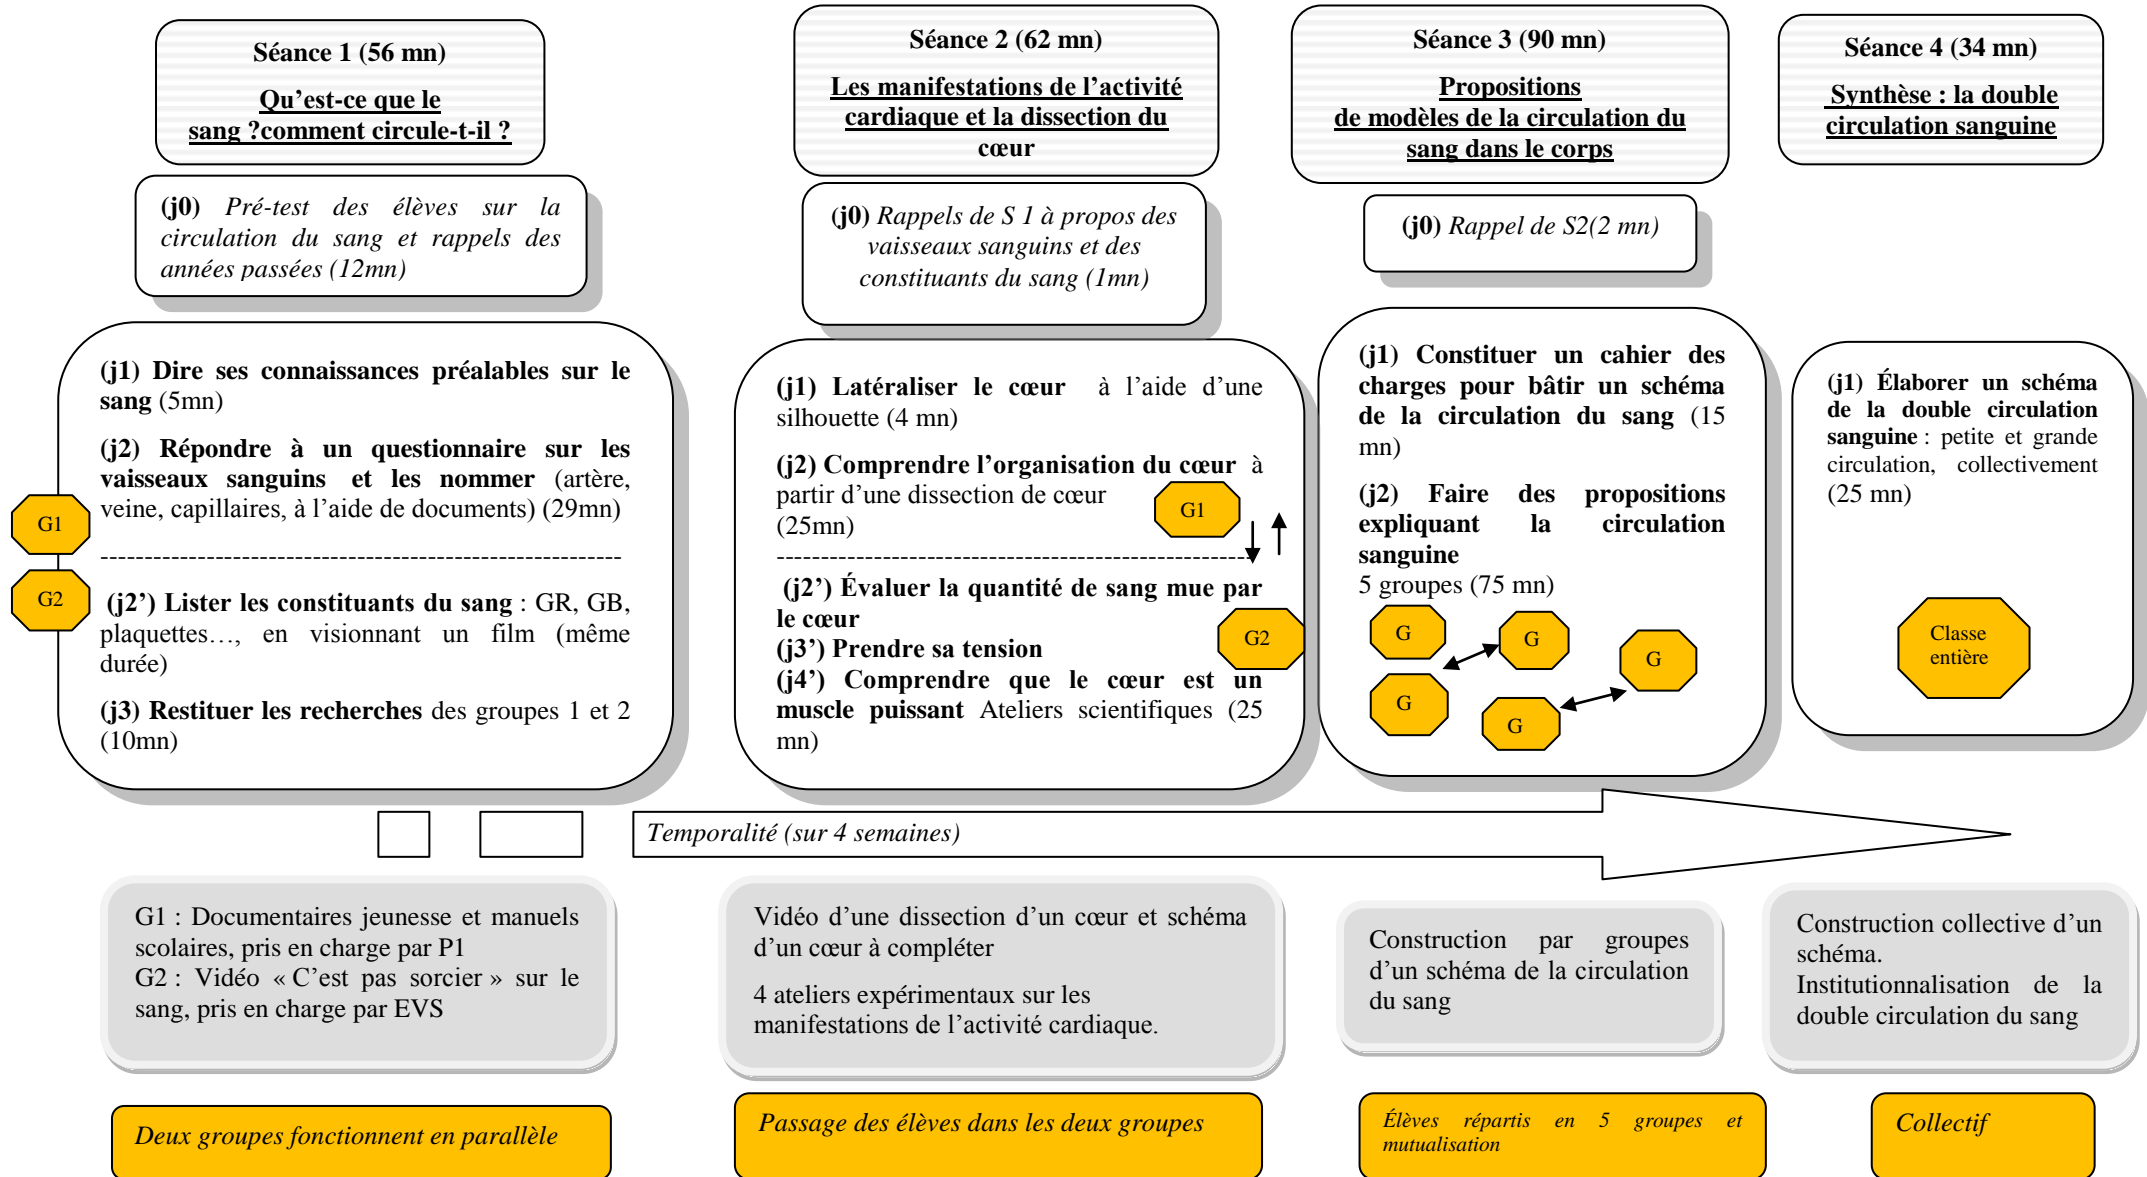 Séance 1 (56 mn)
Qu’est-ce que le
sang ?comment circule-t-il ?
(j0) Pré-test des élèves sur la
circulation du sang et rappels des
années passées (12mn)
(j1) Dire ses connaissances préalables sur le
sang (5mn)
(j2) Répondre à un questionnaire sur les
vaisseaux sanguins et les nommer (artère,
veine, capillaires, à l’aide de documents) (29mn)
G1
-----------------------------------------------------------
G2
(j2’) Lister les constituants du sang : GR, GB,
plaquettes…, en visionnant un film (même
durée)
(j3) Restituer les recherches des groupes 1 et 2
(10mn)
Séance 2 (62 mn)
Les manifestations de l’activité
cardiaque et la dissection du
cœur
(j0) Rappels de S 1 à propos des
vaisseaux sanguins et des
constituants du sang (1mn)
(j1) Latéraliser le cœur à l’aide d’une
silhouette (4 mn)
(j2) Comprendre l’organisation du cœur à
partir d’une dissection de cœur
(25mn)
G1
------------------------------------------------------
(j2’) Évaluer la quantité de sang mue par
le cœur
G2
(j3’) Prendre sa tension
(j4’) Comprendre que le cœur est un
muscle puissant Ateliers scientifiques (25
mn)
Séance 3 (90 mn)
Propositions
de modèles de la circulation du
sang dans le corps
(j0) Rappel de S2(2 mn)
(j1) Constituer un cahier des
charges pour bâtir un schéma
de la circulation du sang (15
mn)
(j2) Faire des propositions
expliquant la circulation
sanguine
5 groupes (75 mn)
G
G
G
G
G
Séance 4 (34 mn)
Synthèse : la double
circulation sanguine
(j1) Élaborer un schéma
de la double circulation
sanguine : petite et grande
circulation, collectivement
(25 mn)
Classe
entière
Temporalité (sur 4 semaines)
G1 : Documentaires jeunesse et manuels
scolaires, pris en charge par P1
G2 : Vidéo « C’est pas sorcier » sur le
sang, pris en charge par EVS
Vidéo d’une dissection d’un cœur et schéma
d’un cœur à compléter
4 ateliers expérimentaux sur les
manifestations de l’activité cardiaque.
Construction par groupes
d’un schéma de la circulation
du sang
Construction collective d’un
schéma.
Institutionnalisation de la
double circulation du sang
Deux groupes fonctionnent en parallèle
Passage des élèves dans les deux groupes
Élèves répartis en 5 groupes et
mutualisation
Collectif